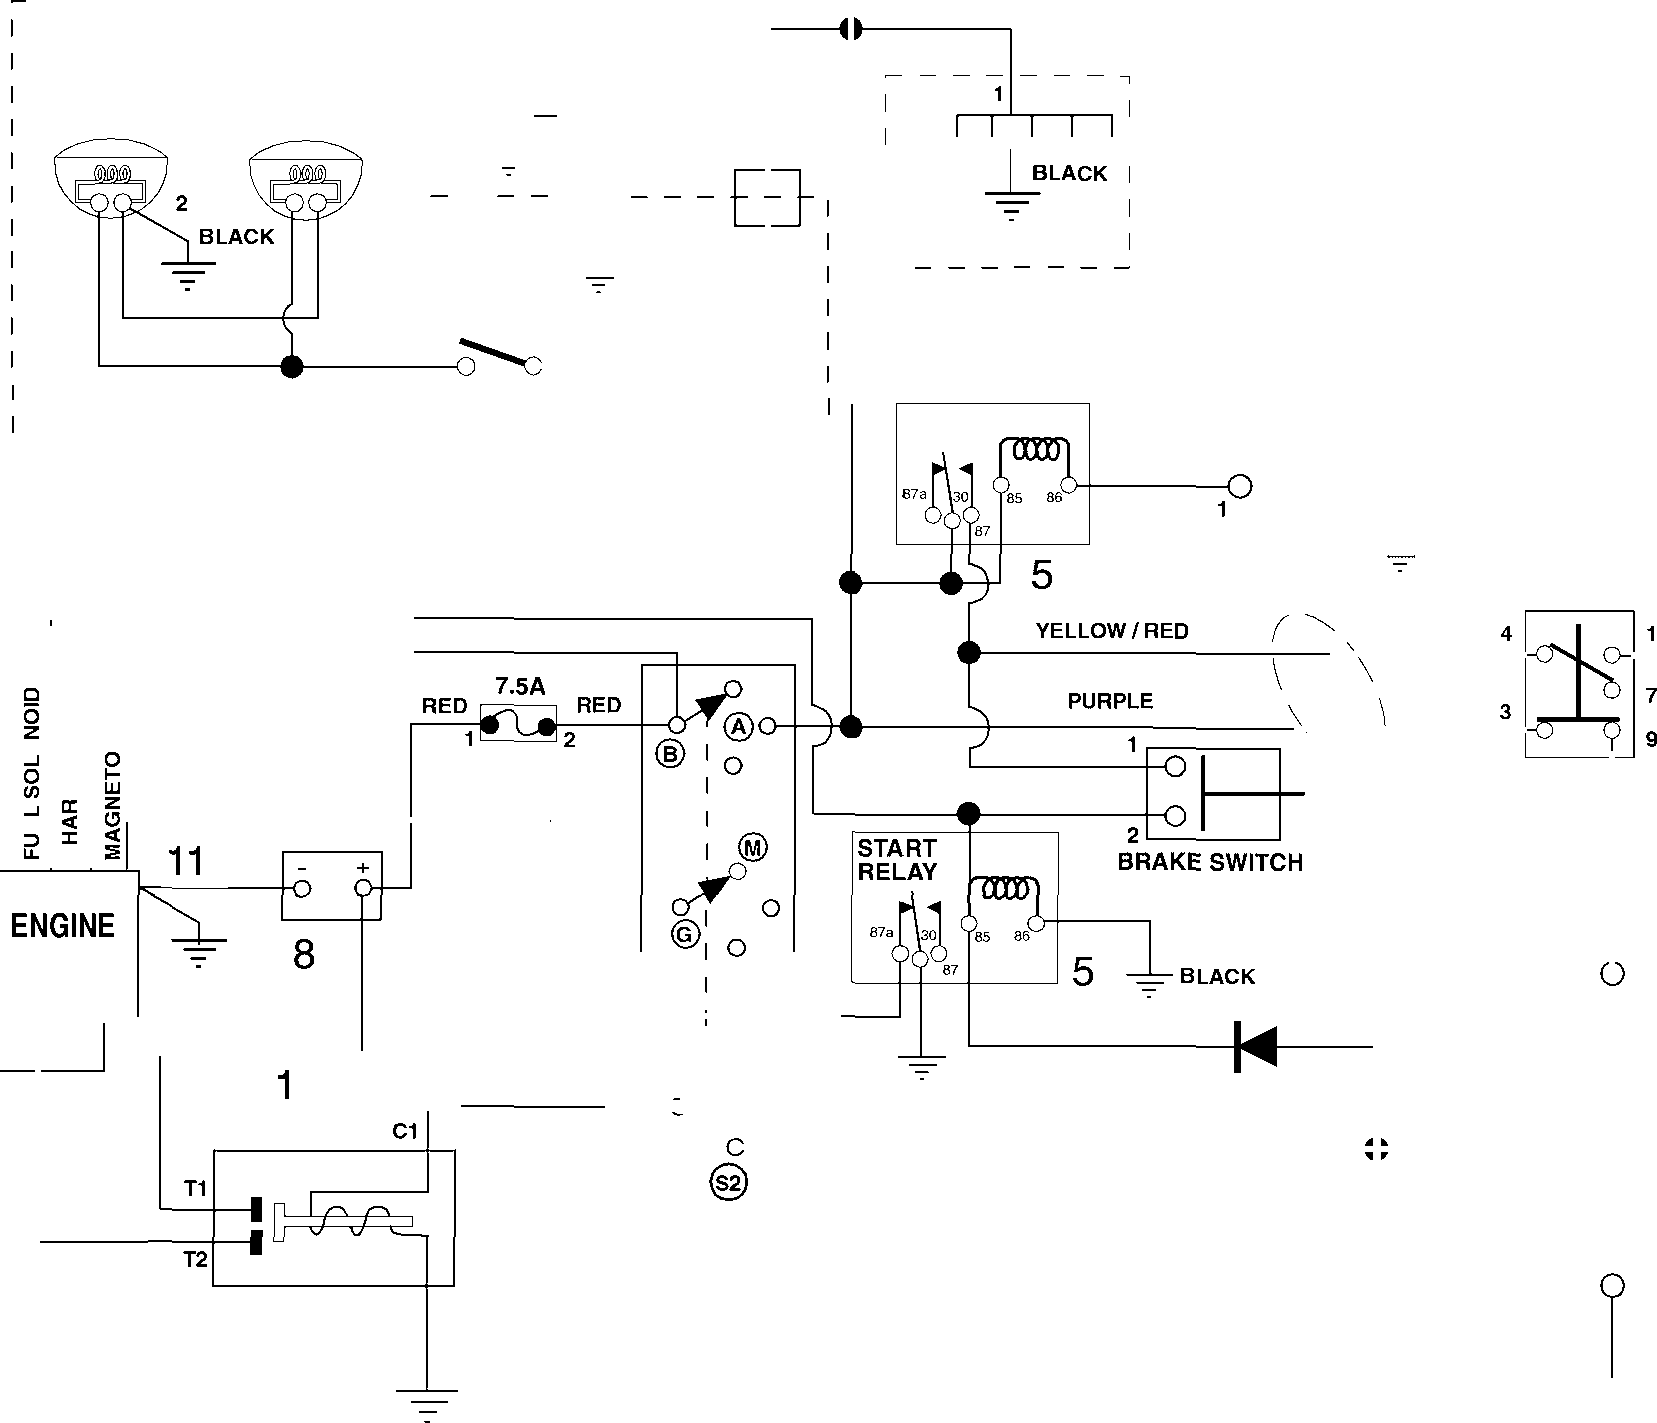 1
BLACK
2
BLACK
87a
30
85
86
87
1
5
YELLOW / RED
4
1
7
3
9
7.5A
RED
RED
1
2
PURPLE
A
B
1
2
BRAKE SWITCH
FU L SOL NOID
HAR
MAGNETO
11
- +
ENGINE
8
M
G
START
RELAY
87a
30
85
86
87
5
BLACK
1
C1
T1
T2
S2